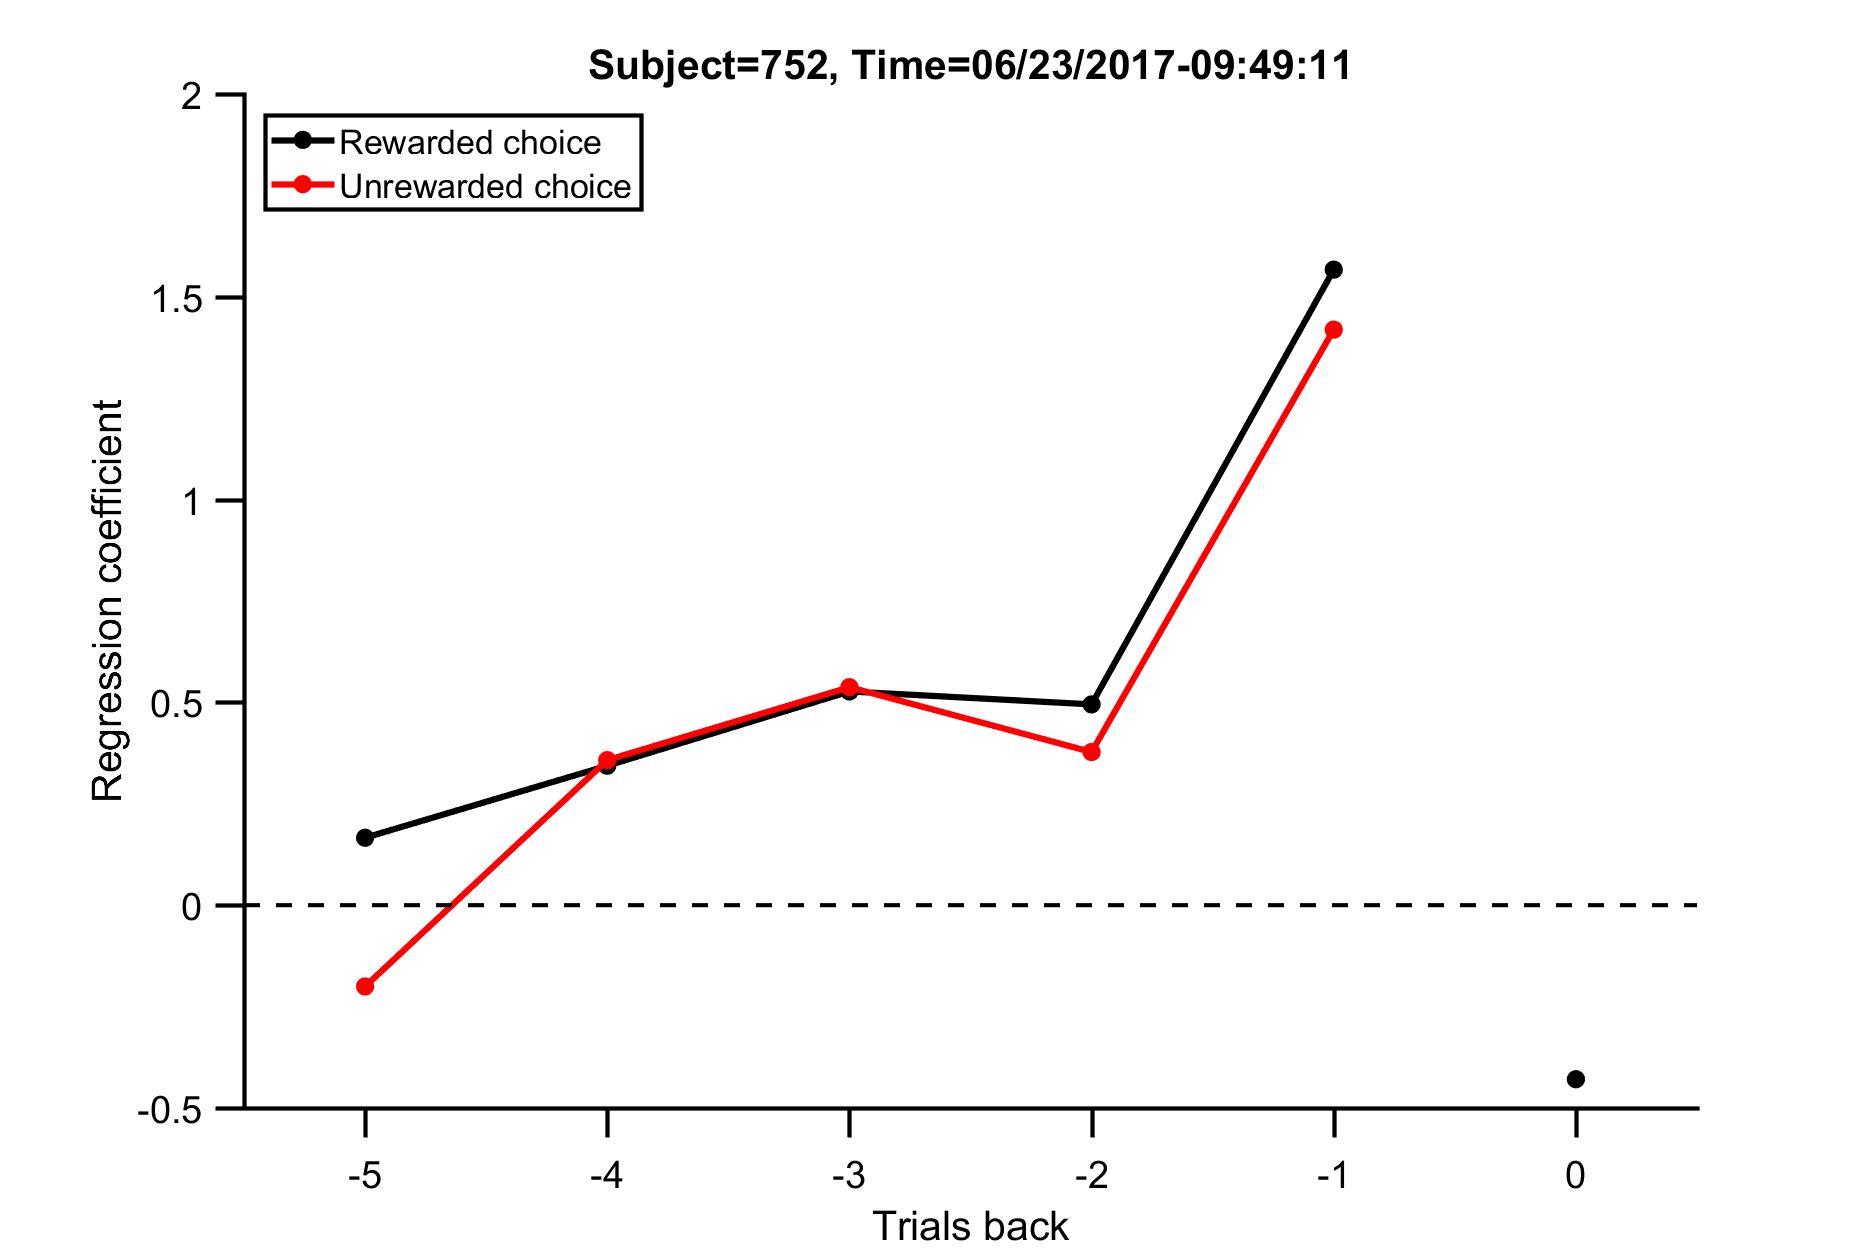 Subject=752, Time=06/23/2017-09:49:11
Rewarded choice
Unrewarded choice
2
1.5
1
0.5
0
-0.5
Regression coefficient
-5 -4 -3 -2 -1 0
Trials back